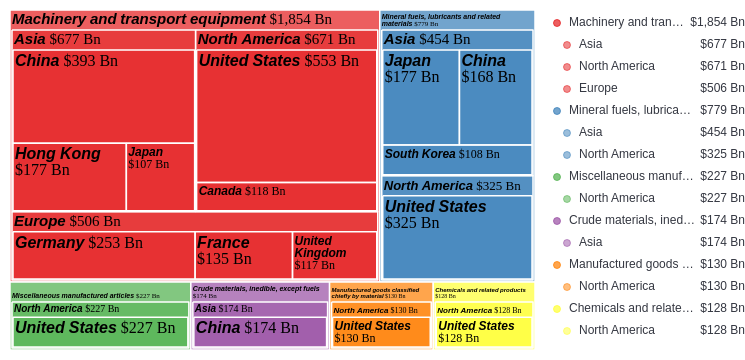 Machinery and transport equipment $1,854 Bn
Asia $677 Bn
China $393 Bn
Hong Kong
$177 Bn
Japan
$107 Bn
North America $671 Bn
United States $553 Bn
Canada $118 Bn
Europe $506 Bn
Germany $253 Bn
France
$135 Bn
United
Kingdom
$117 Bn
Mineral fuels, lubricants and related
materials $779 Bn
Asia $454 Bn
Japan
$177 Bn
China
$168 Bn
South Korea $108 Bn
North America $325 Bn
United States
$325 Bn
Miscellaneous manufactured articles $227 Bn
North America $227 Bn
United States $227 Bn
Crude materials, inedible, except fuels
$174 Bn
Asia $174 Bn
China $174 Bn
Manufactured goods classified
chiefly by material $130 Bn
North America $130 Bn
United States
$130 Bn
Chemicals and related products
$128 Bn
North America $128 Bn
United States
$128 Bn
Machinery and tran... $1,854 Bn
Asia $677 Bn
North America $671 Bn
Europe $506 Bn
Mineral fuels, lubrica... $779 Bn
Asia $454 Bn
North America $325 Bn
Miscellaneous manuf... $227 Bn
North America $227 Bn
Crude materials, ined... $174 Bn
Asia $174 Bn
Manufactured goods ... $130 Bn
North America $130 Bn
Chemicals and relate... $128 Bn
North America $128 Bn